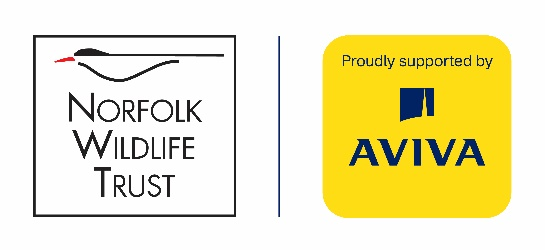 NORFOLK
WILDLIFE
TRUST
Proudly supported by
AVIVA